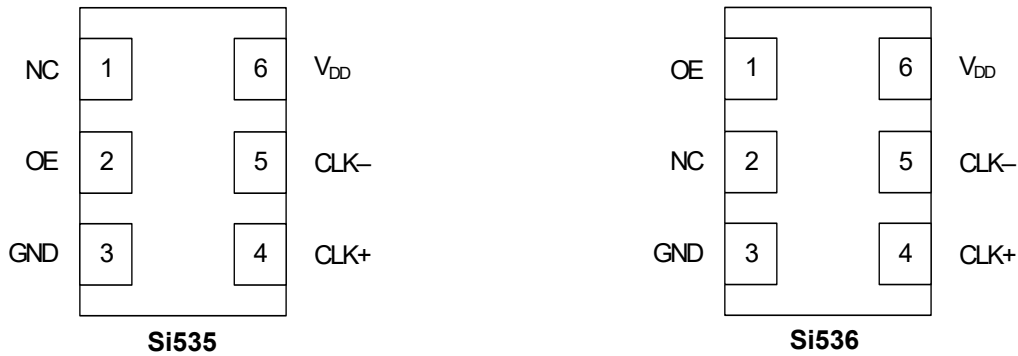 NC 1 6 VDD OE 1 6 VDD
OE 2 5 CLK– NC 2 5 CLK–
GND 3 4 CLK+ GND 3 4 CLK+
Si535 Si536